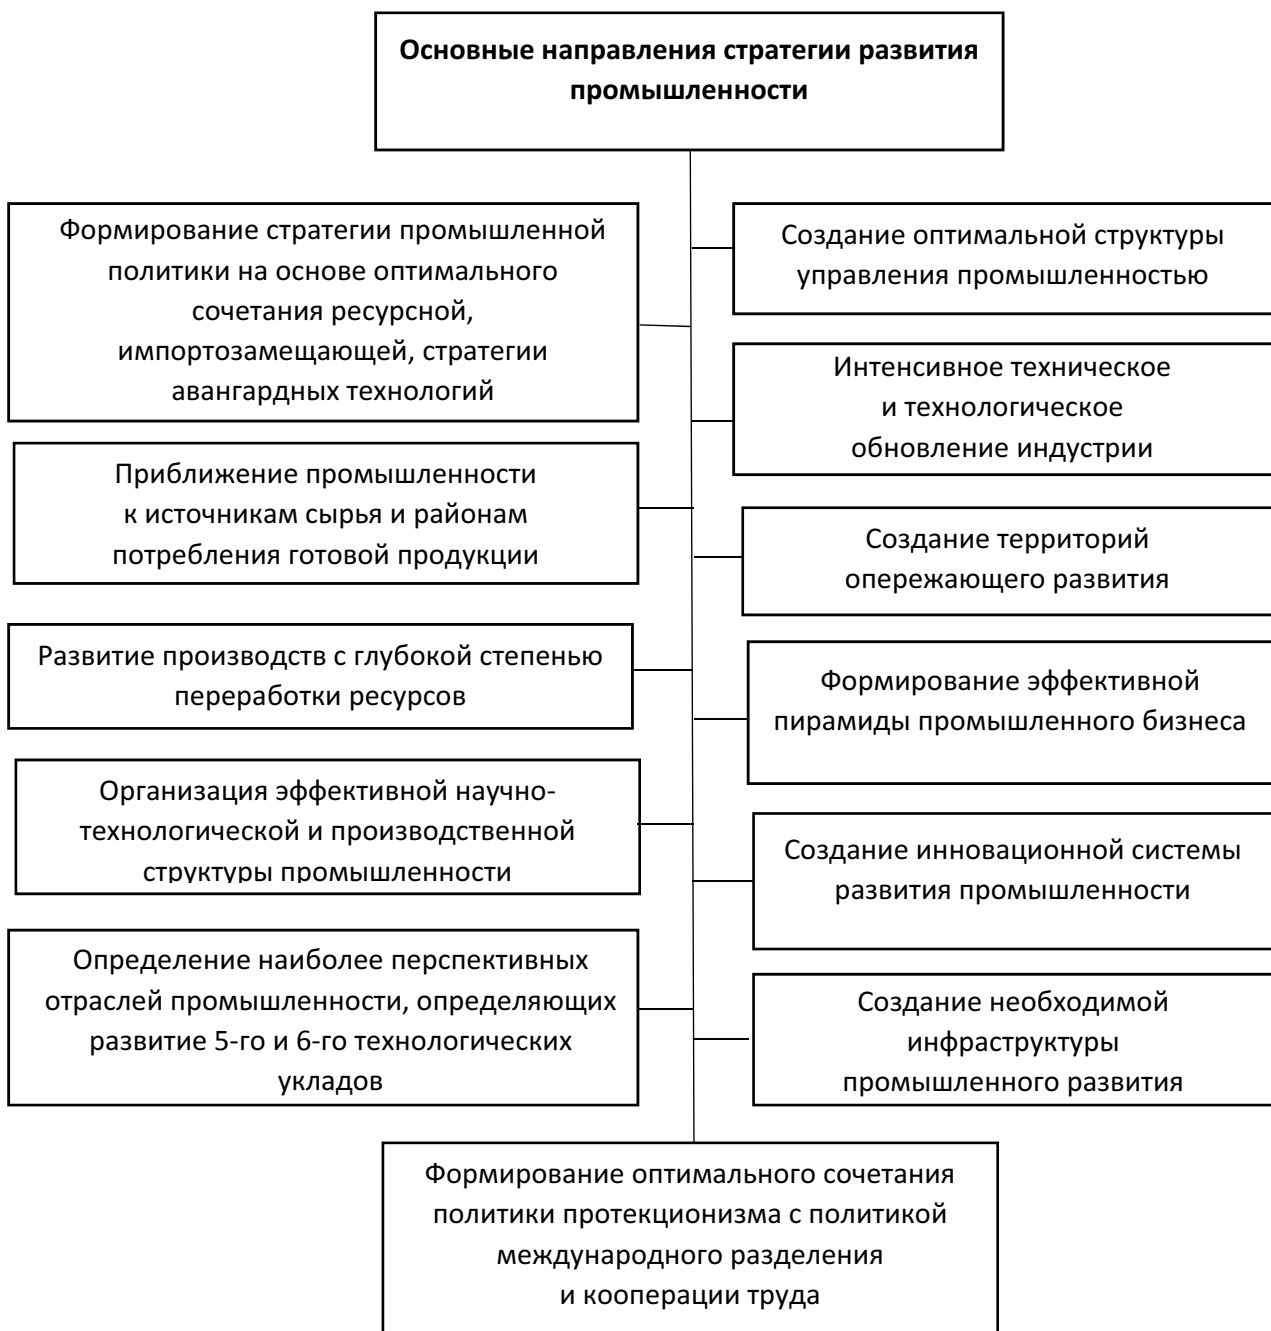 Основные направления стратегии развития
промышленности
Формирование стратегии промышленной
политики на основе оптимального
сочетания ресурсной,
импортозамещающей, стратегии
авангардных технологий
Приближение промышленности
к источникам сырья и районам
потребления готовой продукции
Развитие производств с глубокой степенью
переработки ресурсов
Организация эффективной научно-
технологической и производственной
структуры промышленности
Определение наиболее перспективных
отраслей промышленности, определяющих
развитие 5-го и 6-го технологических
укладов
Создание оптимальной структуры
управления промышленностью
Интенсивное техническое
и технологическое
обновление индустрии
Создание территорий
опережающего развития
Формирование эффективной
пирамиды промышленного бизнеса
Создание инновационной системы
развития промышленности
Создание необходимой
инфраструктуры
промышленного развития
Формирование оптимального сочетания
политики протекционизма с политикой
международного разделения
и кооперации труда